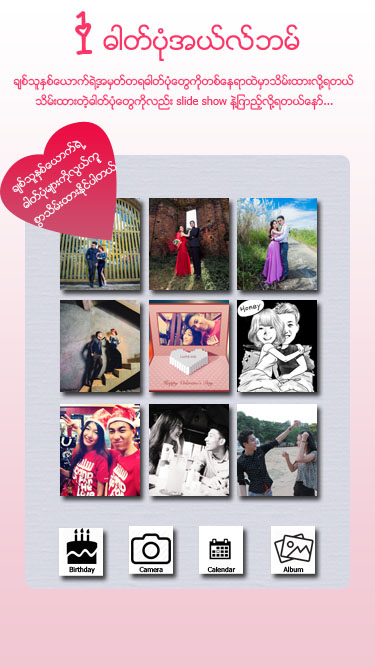 ဓါတ်ပုံအယ်လ်ဘမ်
ချစ်သူနှစ်ယောက်ရဲ့အမှတ်တရဓါတ်ပုံတွေကိုတစ်နေရာထဲမှာသိမ်းထားလို့ရတယ်
သိမ်းထားတဲ့ဓါတ်ပုံတွေကိုလည်း slide show နဲ့ကြည့်လို့ရတယ်နော်...
ချစ်သူနှစ်ယောက်ရဲ့
ဓါတ်ပုံများကိုလွယ်ကူ
စွာသိမ်းထားနိုင်ပါတယ်
Honey
I LOVE YOU
Happy Valentine's Day!
Birthday
Camera
Calendar
Album